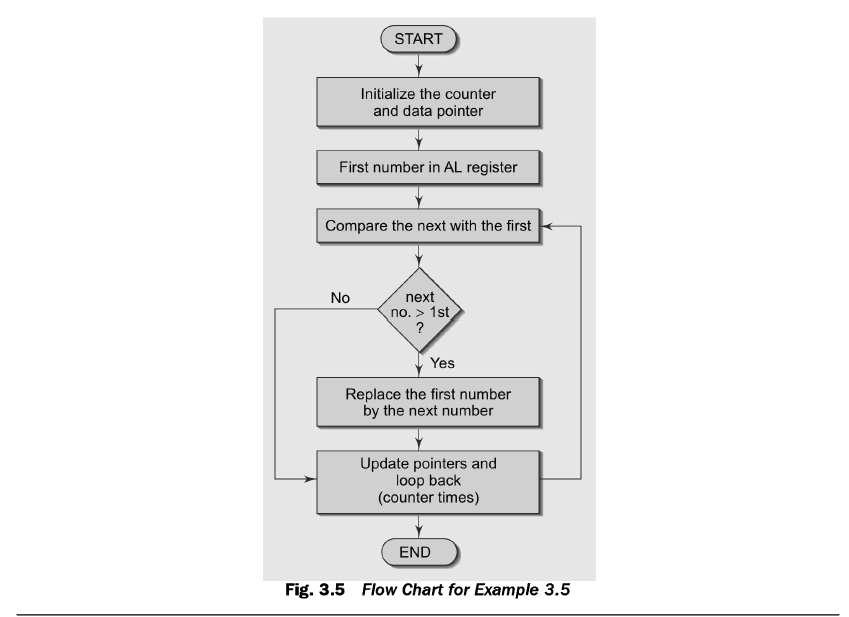 START
Initialize the counter
and data pointer
First number in AL register
Compare the next with the first
No
next
no. > 1st
?
Yes
Replace the first number
by the next number
Update pointers and
loop back
(counter times)
END
Fig. 3.5 Flow Chart for Example 3.5